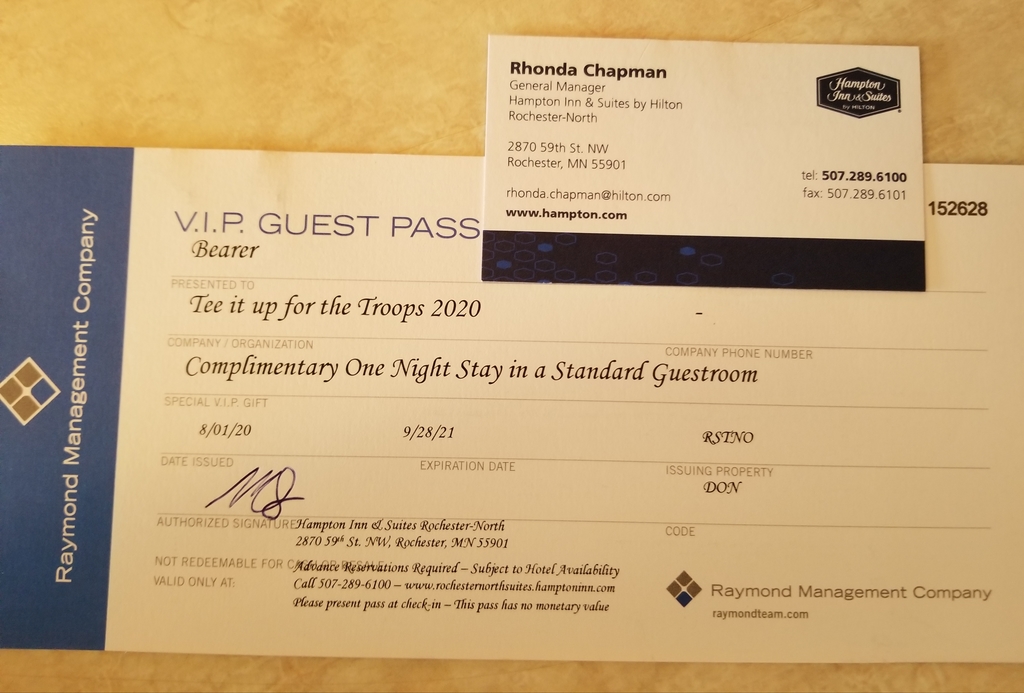 Rhonda Chapman
General Manager
Hampton Inn & Suites by Hilton
Rochester-North
2870 59th St. NW
Rochester, MN 55901
rhonda.chapman@hilton.com
www.hampton.com
Hampton
Inn & Suites
by HILTON
tel: 507.289.6100
fax: 507.289.6101
Raymond Management Company
V.I.P. GUEST PASS
152628
Bearer
PRESENTED TO
Tee it up for the Troops 2020
-
COMPANY / ORGANIZATION
COMPANY PHONE NUMBER
Complimentary One Night Stay in a Standard Guestroom
SPECIAL V.I.P. GIFT
8/01/20
9/28/21
RSTNO
DATE ISSUED
EXPIRATION DATE
ISSUING PROPERTY
DON
AUTHORIZED SIGNATURE
CODE
Hampton Inn & Suites Rochester-North
2870 59th St. NW, Rochester, MN 55901
NOT REDEEMABLE FOR
Advance Reservations Required – Subject to Hotel Availability
VALID ONLY AT:
Call 507-289-6100 – www.rochesternorthsuites.hamptoninn.com
Please present pass at check-in – This pass has no monetary value
Raymond Management Company
raymondteam.com